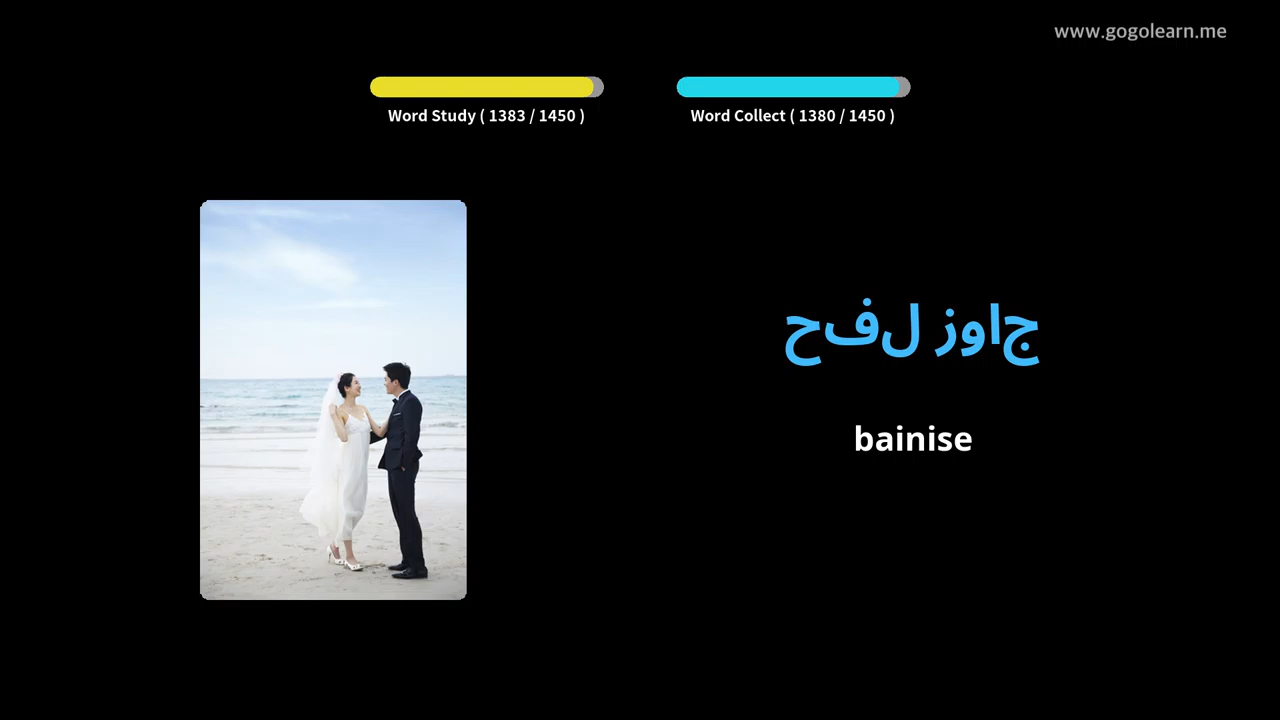 www.gogolearn.me
Word Study ( 1383 / 1450 )
Word Collect ( 1380 / 1450 )
حفل زواج
bainise